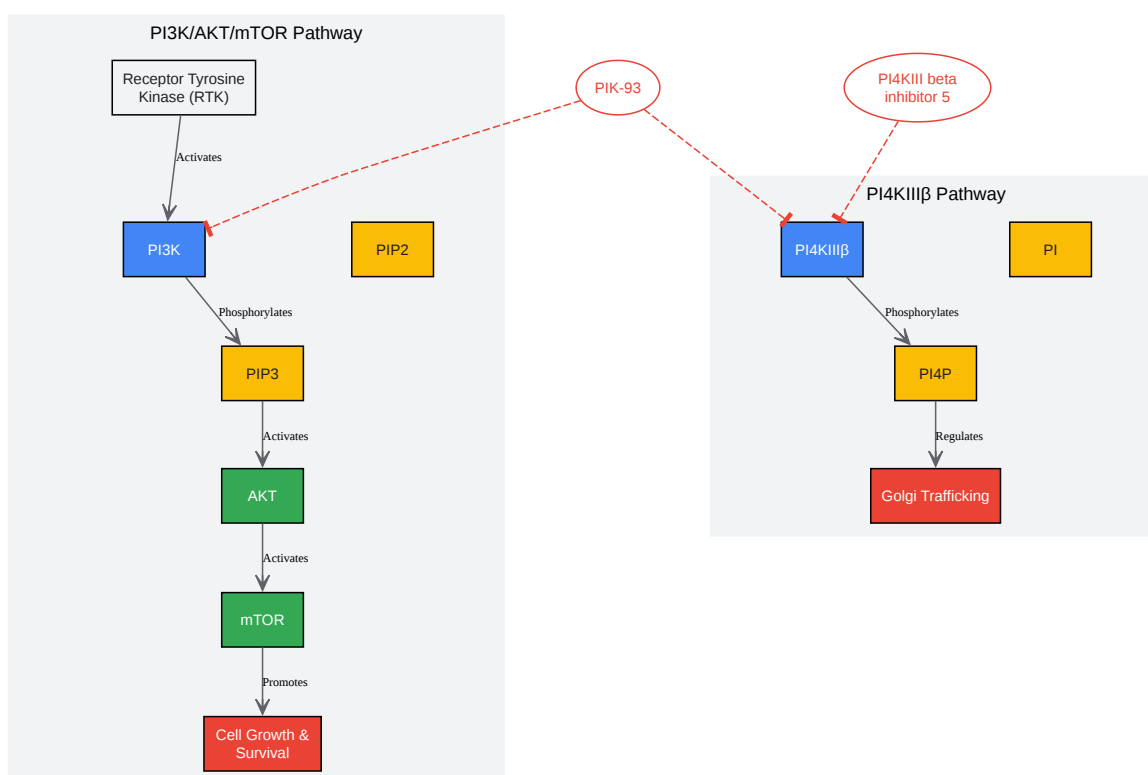 PI3K/AKT/mTOR Pathway
Receptor Tyrosine
Kinase (RTK)
PIK-93
PI4KIII beta
inhibitor 5
Activates
PI4KIIIβ Pathway
PI3K
PIP2
PI4KIIIβ
PI
Phosphorylates
Phosphorylates
PIP3
PI4P
Activates
Regulates
AKT
Golgi Trafficking
Activates
mTOR
Promotes
Cell Growth &
Survival